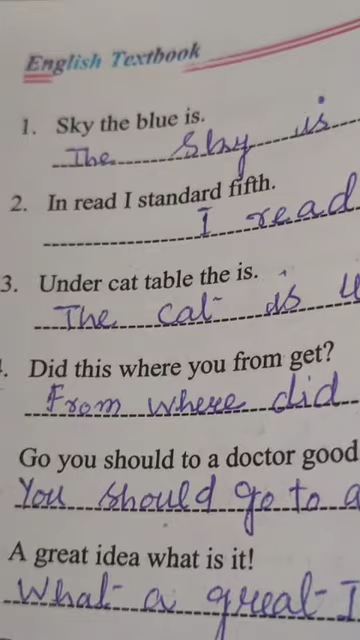 English Textbook
1. Sky the blue is.
The Sky is
2. In read I standard fifth.
I read
3. Under cat table the is.
The cat is u
. Did this where you from get?
From where did
Go you should to a doctor good
You should go to a
A great idea what is it!
What a great I